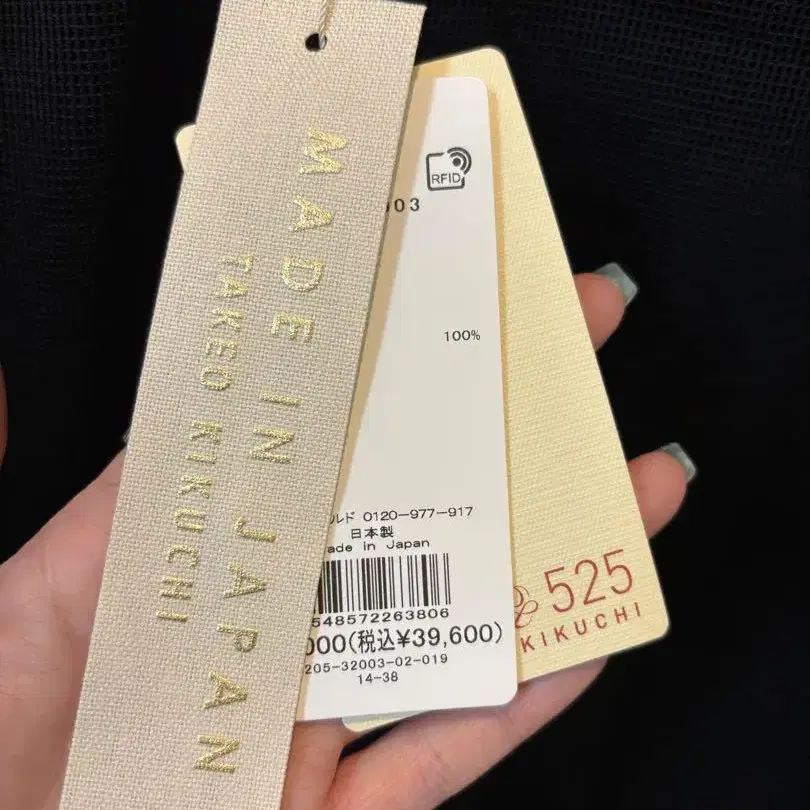 MADE IN JAPAN
TAKEO KIKUCHI
RFID
003
100%
ルド 0120-977-917
日本製
ade In Japan
548572263806
000(税込¥39,600)
205-32003-02-019
14-38
525
KIKUCHI